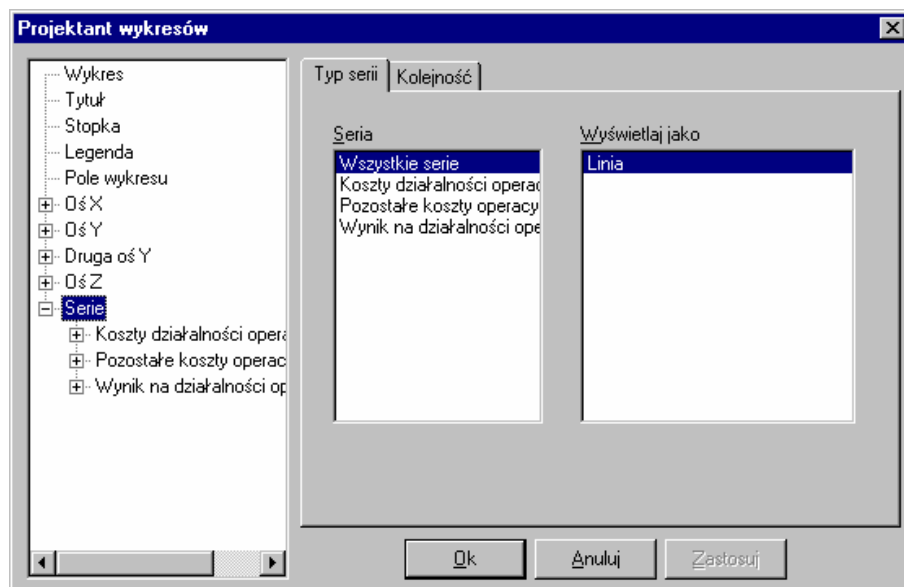 Projektant wykresów
Wykres
Tytuł
Stopka
Legenda
Pole wykresu
Oś X
Oś Y
Druga oś Y
Oś Z
Serie
Koszty działalności opera
Pozostałe koszty operac
Wynik na działalności op
Typ serii
Kolejność
Seria
Wszystkie serie
Koszty działalności operac
Pozostałe koszty operacy
Wynik na działalności ope
Wyświetlaj jako
Linia
Ok
Anuluj
Zastosuj